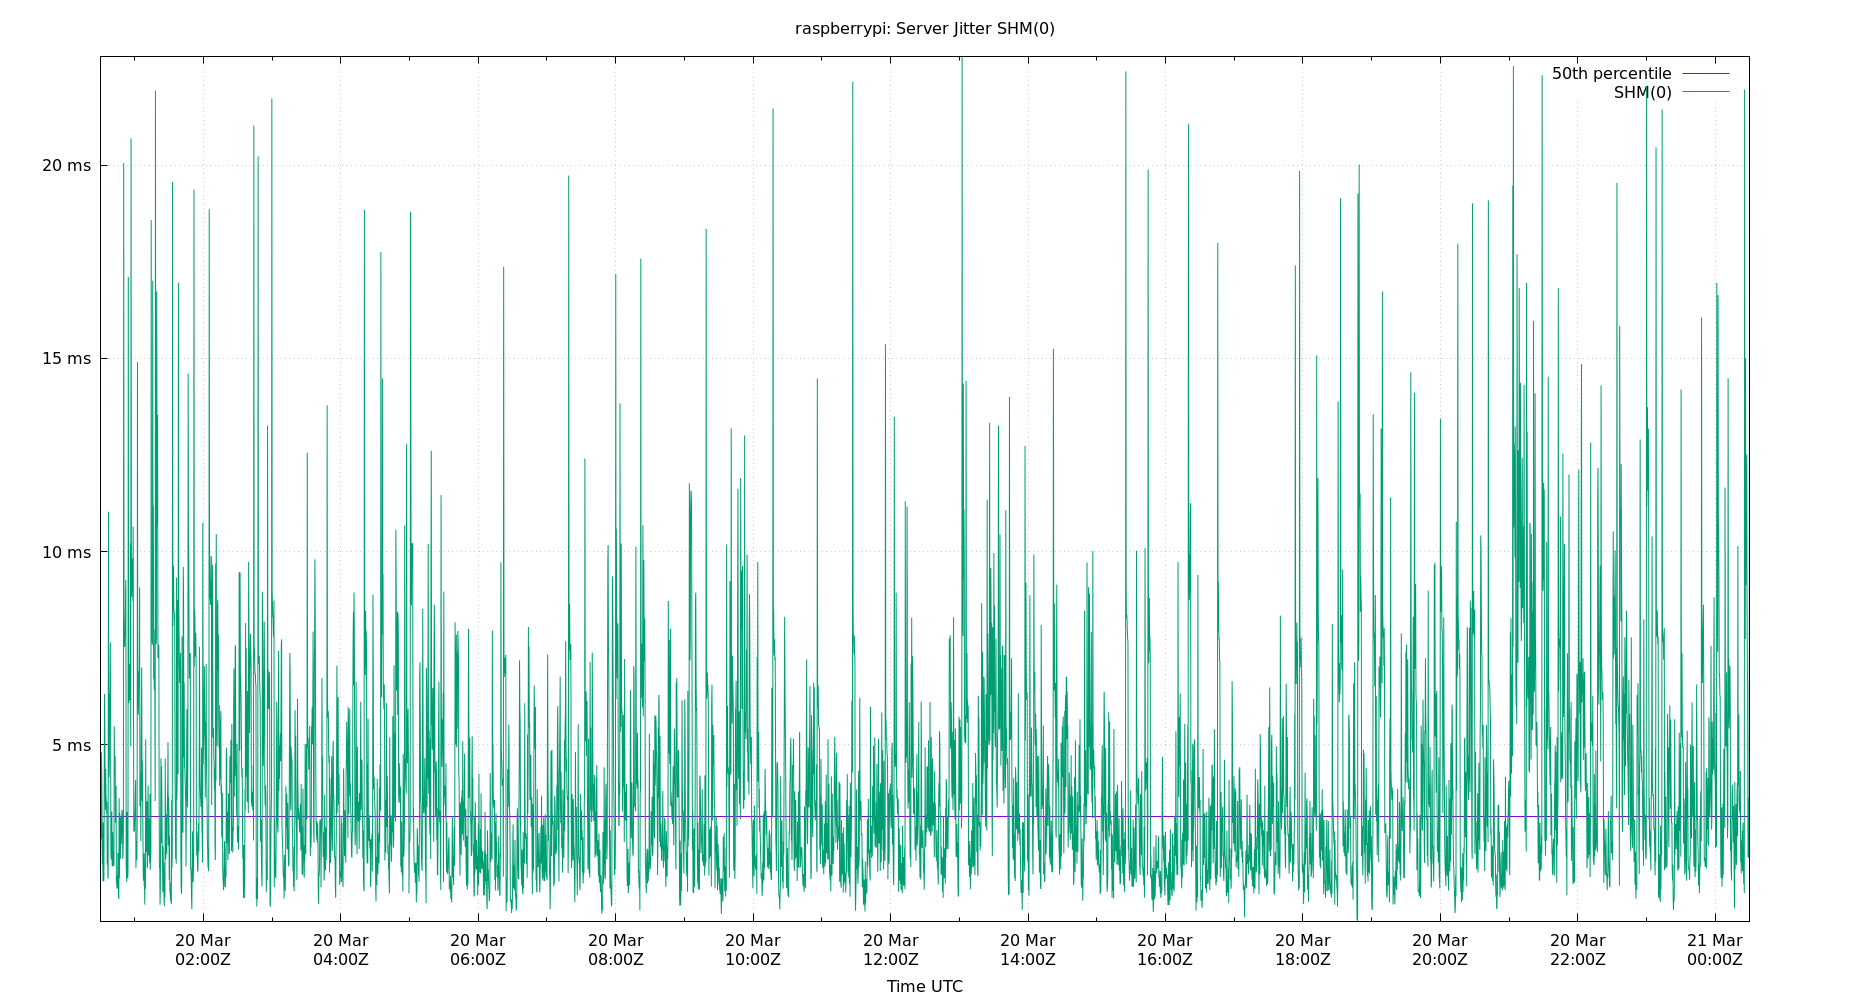 raspberrypi: Server Jitter SHM(0)
50th percentile
SHM(0)
20 ms
15 ms
10 ms
5 ms
20 Mar 20 Mar 20 Mar 20 Mar 20 Mar 20 Mar 20 Mar 20 Mar 20 Mar 20 Mar 20 Mar 21 Mar
02:00Z 04:00Z 06:00Z 08:00Z 10:00Z 12:00Z 14:00Z 16:00Z 18:00Z 20:00Z 22:00Z 00:00Z
Time UTC